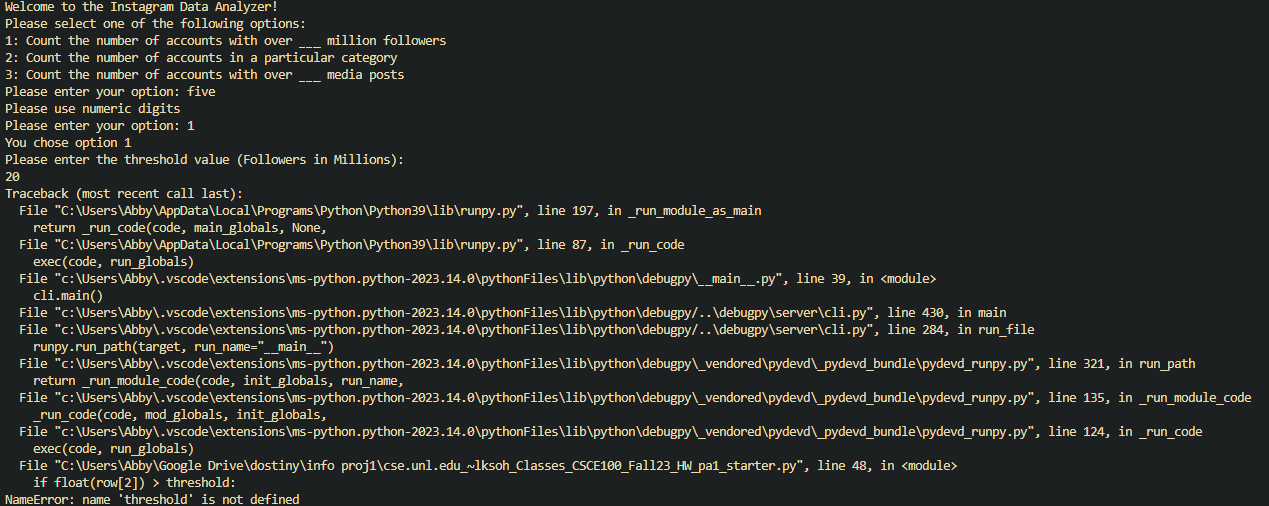 Welcome to the Instagram Data Analyzer!
Please select one of the following options:
1: Count the number of accounts with over ___ million followers
2: Count the number of accounts in a particular category
3: Count the number of accounts with over ___ media posts
Please enter your option: five
Please use numeric digits
Please enter your option: 1
You chose option 1
Please enter the threshold value (Followers in Millions):
20
Traceback (most recent call last):
  File "C:\Users\Abby\AppData\Local\Programs\Python\Python39\lib\runpy.py", line 197, in _run_module_as_main
    return _run_code(code, main_globals, None,
  File "C:\Users\Abby\AppData\Local\Programs\Python\Python39\lib\runpy.py", line 87, in _run_code
    exec(code, run_globals)
  File "c:\Users\Abby\.vscode\extensions\ms-python.python-2023.14.0\pythonFiles\lib\python\debugpy\__main__.py", line 39, in <module>
    cli.main()
  File "c:\Users\Abby\.vscode\extensions\ms-python.python-2023.14.0\pythonFiles\lib\python\debugpy/..\debugpy\server\cli.py", line 430, in main
  File "c:\Users\Abby\.vscode\extensions\ms-python.python-2023.14.0\pythonFiles\lib\python\debugpy/..\debugpy\server\cli.py", line 284, in run_file
    runpy.run_path(target, run_name="__main__")
  File "c:\Users\Abby\.vscode\extensions\ms-python.python-2023.14.0\pythonFiles\lib\python\debugpy\_vendored\pydevd\_pydevd_bundle\pydevd_runpy.py", line 321, in run_path
    return _run_module_code(code, init_globals, run_name,
  File "c:\Users\Abby\.vscode\extensions\ms-python.python-2023.14.0\pythonFiles\lib\python\debugpy\_vendored\pydevd\_pydevd_bundle\pydevd_runpy.py", line 135, in _run_module_code
    _run_code(code, mod_globals, init_globals,
  File "c:\Users\Abby\.vscode\extensions\ms-python.python-2023.14.0\pythonFiles\lib\python\debugpy\_vendored\pydevd\_pydevd_bundle\pydevd_runpy.py", line 124, in _run_code
    exec(code, run_globals)
  File "C:\Users\Abby\Google Drive\dostiny\info proj1\cse.unl.edu_~lksoh_Classes_CSCE100_Fall23_HW_pa1_starter.py", line 48, in <module>
    if float(row[2]) > threshold:
NameError: name 'threshold' is not defined